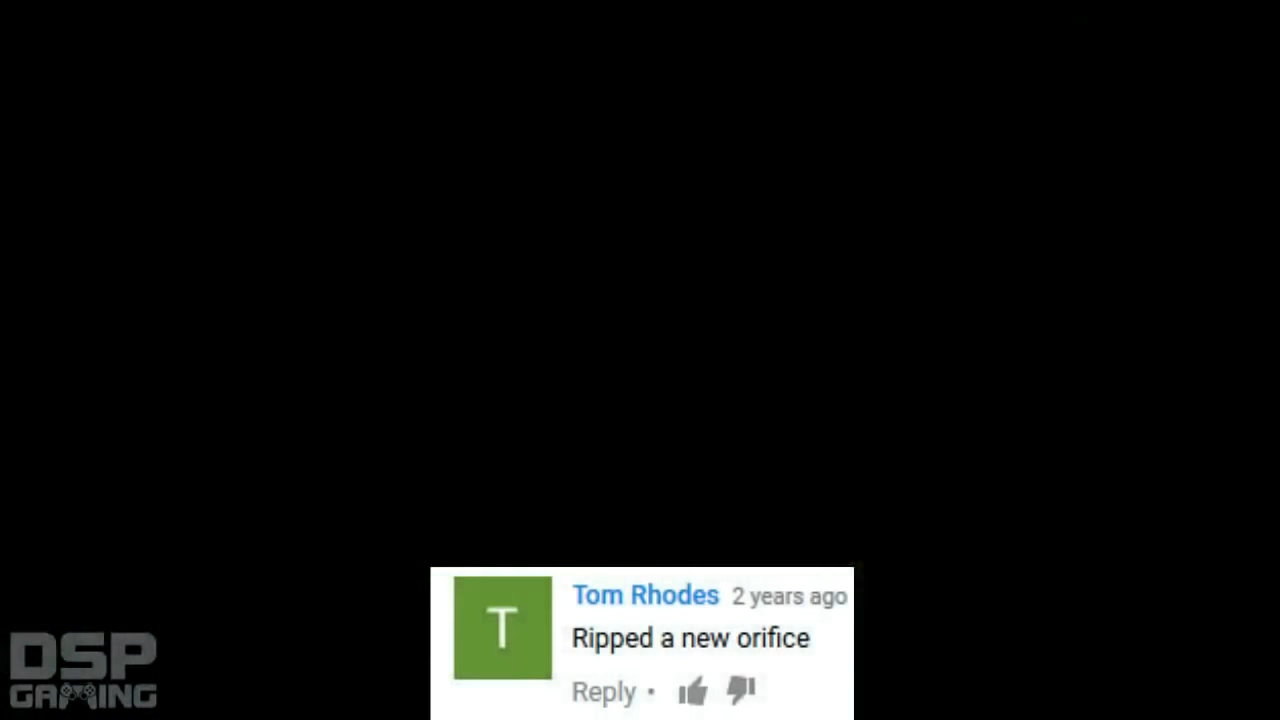 Tom Rhodes 2 years ago
T
Ripped a new orifice
Reply •
DSP
GAMING